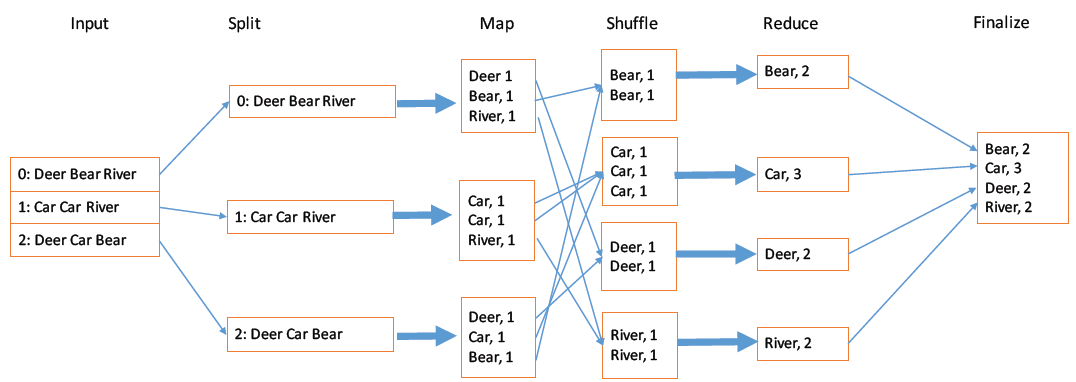 Input
Split
Map
Shuffle
Reduce
Finalize
0: Deer Bear River
1: Car Car River
2: Deer Car Bear
0: Deer Bear River
1: Car Car River
2: Deer Car Bear
Deer 1
Bear, 1
River, 1
Car, 1
Car, 1
River, 1
Deer, 1
Car, 1
Bear, 1
Bear, 1
Bear, 1
Car, 1
Car, 1
Car, 1
Deer, 1
Deer, 1
River, 1
River, 1
Bear, 2
Car, 3
Deer, 2
River, 2
Bear, 2
Car, 3
Deer, 2
River, 2